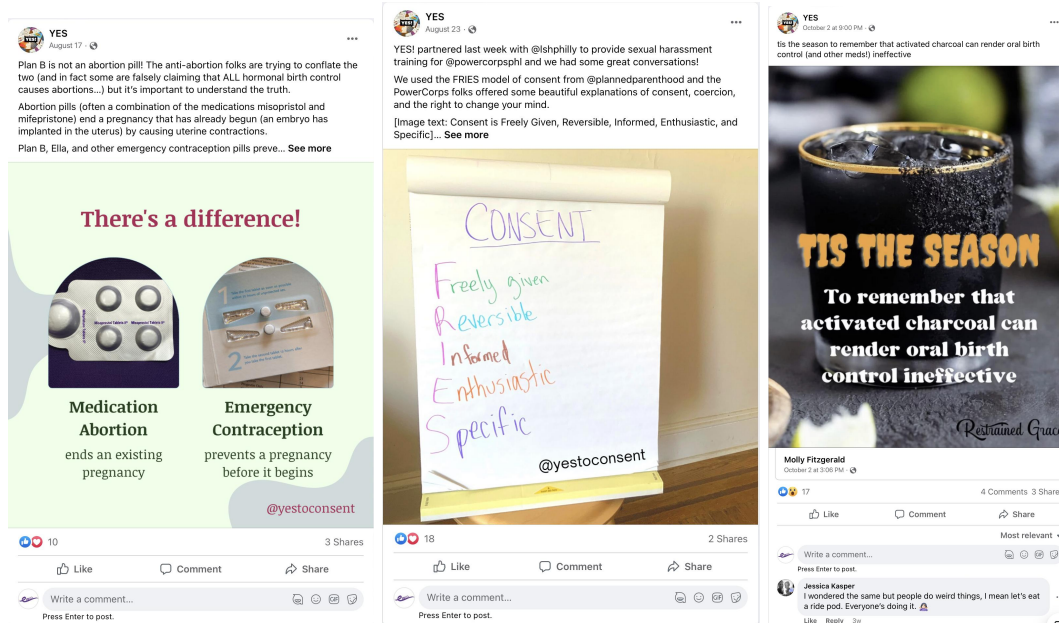 YES
August 17
Plan B is not an abortion pill! The anti-abortion folks are trying to conflate the
two (and in fact some are falsely claiming that ALL hormonal birth control
causes abortions...) but it's important to understand the truth.
Abortion pills (often a combination of the medications misopristol and
mifepristone) end a pregnancy that has already begun (an embryo has
implanted in the uterus) by causing uterine contractions.
Plan B, Ella, and other emergency contraception pills preve... See more
There's a difference!
1
2
Medication
Abortion
ends an existing
pregnancy
Emergency
Contraception
prevents a pregnancy
before it begins
@yestoconsent
10
3 Shares
Like
Comment
Share
Write a comment...
GIF
Press Enter to post.
YES
August 23
YES! partnered last week with @lshphilly to provide sexual harassment
training for @powercorpsphl and we had some great conversations!
We used the FRIES model of consent from @plannedparenthood and the
PowerCorps folks offered some beautiful explanations of consent, coercion,
and the right to change your mind.
[Image text: Consent is Freely Given, Reversible, Informed, Enthusiastic, and
Specific]... See more
CONSENT
Freely given
Reversible
Informed
Enthusiastic
Specific
@yestoconsent
18
2 Shares
Like
Comment
Share
Write a comment...
GIF
Press Enter to post.
YES
October 2 at 9:00 PM
tis the season to remember that activated charcoal can render oral birth
control (and other meds!) ineffective
TIS THE SEASON
To remember that
activated charcoal can
render oral birth
control ineffective
Restrained Grace
Molly Fitzgerald
October 2 at 3:06 PM
17
4 Comments 3 Share
Like
Comment
Share
Most relevant
Write a comment...
GIF
Press Enter to post.
Jessica Kasper
I wondered the same but people do weird things, I mean let's eat
a ride pod. Everyone's doing it.
Like Reply 3w